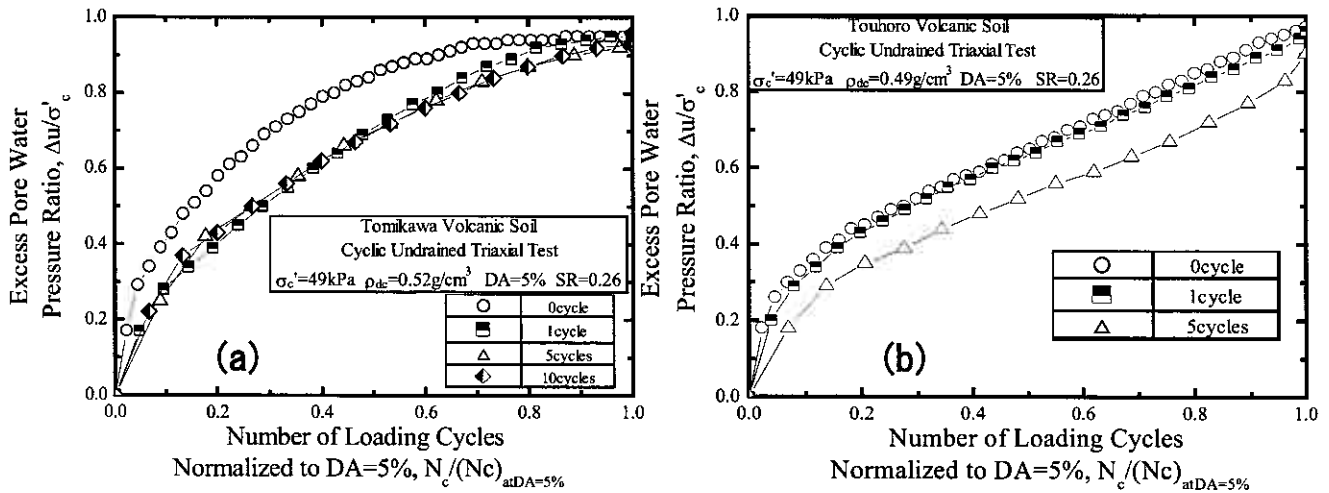 Excess Pore Water
Pressure Ratio, Δu/σ'c
1.0
0.8
0.6
0.4
0.2
0.0
Tomikawa Volcanic Soil
Cyclic Undrained Triaxial Test
σc'=49kPa ρdc=0.52g/cm³ DA=5% SR=0.26
0cycle
1cycle
5cycles
10cycles
(a)
0.0 0.2 0.4 0.6 0.8 1.0
Number of Loading Cycles
Normalized to DA=5%, Nc/(Nc)atDA=5%
Excess Pore Water
Pressure Ratio, Δu/σ'c
1.0
0.8
0.6
0.4
0.2
0.0
Touhoro Volcanic Soil
Cyclic Undrained Triaxial Test
σc'=49kPa ρdc=0.49g/cm³ DA=5% SR=0.26
0cycle
1cycle
5cycles
(b)
0.0 0.2 0.4 0.6 0.8 1.0
Number of Loading Cycles
Normalized to DA=5%, Nc/(Nc)atDA=5%